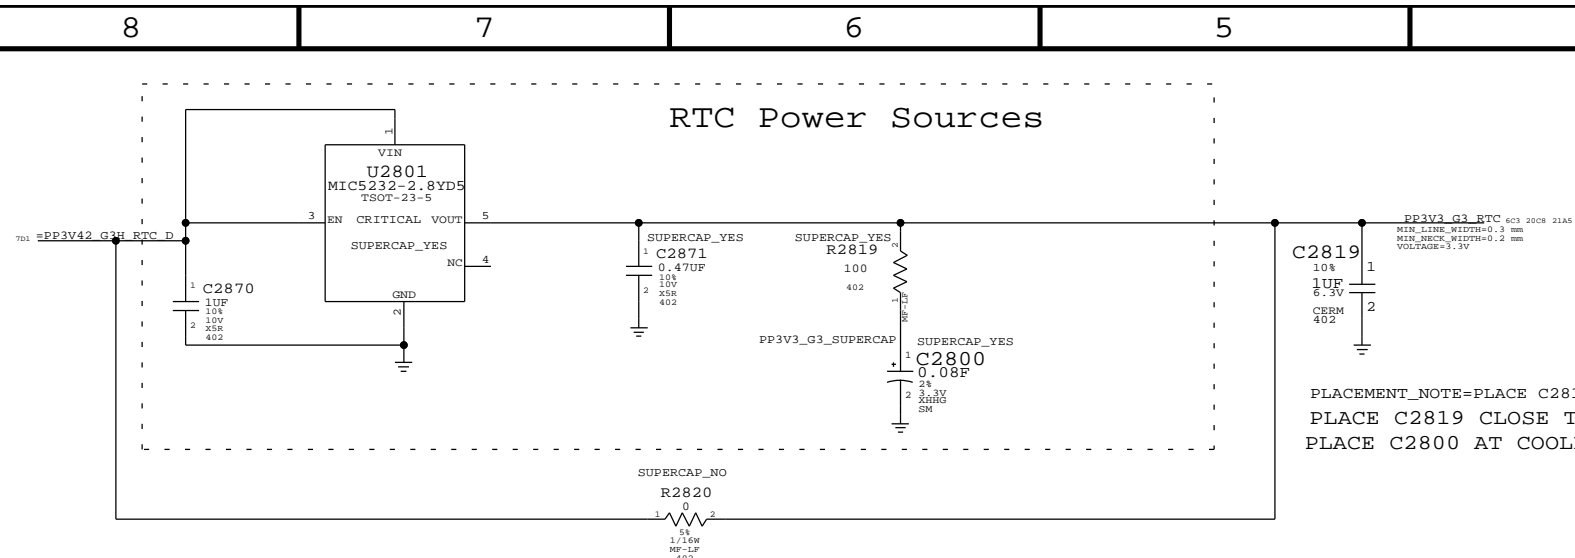 8
7
6
5
RTC Power Sources
1
VIN
U2801
MIC5232-2.8YD5
TSOT-23-5
3
EN
CRITICAL
VOUT
5
SUPERCAP_YES
NC
4
GND
2
7D1
=PP3V42_G3H_RTC_D
1
C2870
1UF
10%
10V
X5R
2
402
SUPERCAP_YES
1
C2871
0.47UF
10%
10V
2
X5R
402
SUPERCAP_YES
2
R2819
100
402
1
MF-LF
PP3V3_G3_SUPERCAP
SUPERCAP_YES
1
C2800
+
0.08F
2%
2
3.3V
XHHG
SM
PP3V3_G3_RTC
6C3 20C8 21A5
MIN_LINE_WIDTH=0.3 mm
MIN_NECK_WIDTH=0.2 mm
VOLTAGE=3.3V
C2819
10%
1
1UF
6.3V
2
CERM
402
PLACEMENT_NOTE=PLACE C281
PLACE C2819 CLOSE T
PLACE C2800 AT COOL
SUPERCAP_NO
R2820
0
1
2
5%
1/16W
MF-LF
402